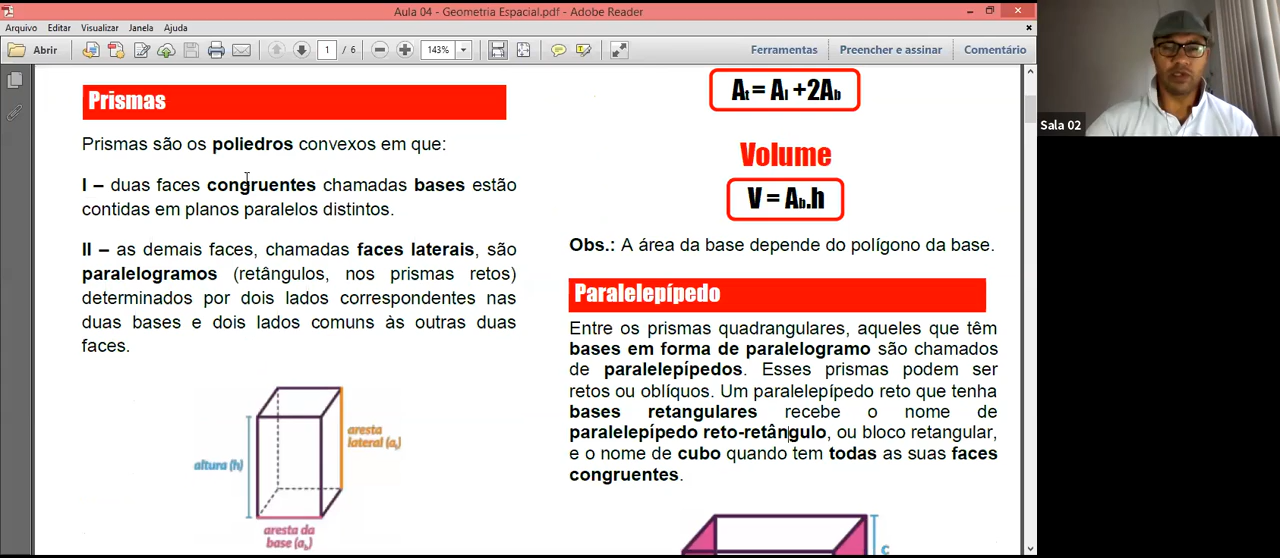 Aula 04 - Geometria Espacial.pdf - Adobe Reader
Arquivo Editar Visualizar Janela Ajuda
Abrir 1 / 6 143% Ferramentas Preencher e assinar Comentário
Prismas
Prismas são os poliedros convexos em que:
I – duas faces congruentes chamadas bases estão
contidas em planos paralelos distintos.
II – as demais faces, chamadas faces laterais, são
paralelogramos (retângulos, nos prismas retos)
determinados por dois lados correspondentes nas
duas bases e dois lados comuns às outras duas
faces.
altura (h)
aresta
lateral (aₗ)
aresta da
base (a_b)
Aₜ = Aₗ +2A_b
Volume
V = A_b.h
Obs.: A área da base depende do polígono da base.
Paralelepípedo
Entre os prismas quadrangulares, aqueles que têm
bases em forma de paralelogramo são chamados
de paralelepípedos. Esses prismas podem ser
retos ou oblíquos. Um paralelepípedo reto que tenha
bases retangulares recebe o nome de
paralelepípedo reto-retângulo, ou bloco retangular,
e o nome de cubo quando tem todas as suas faces
congruentes.
c
Sala 02